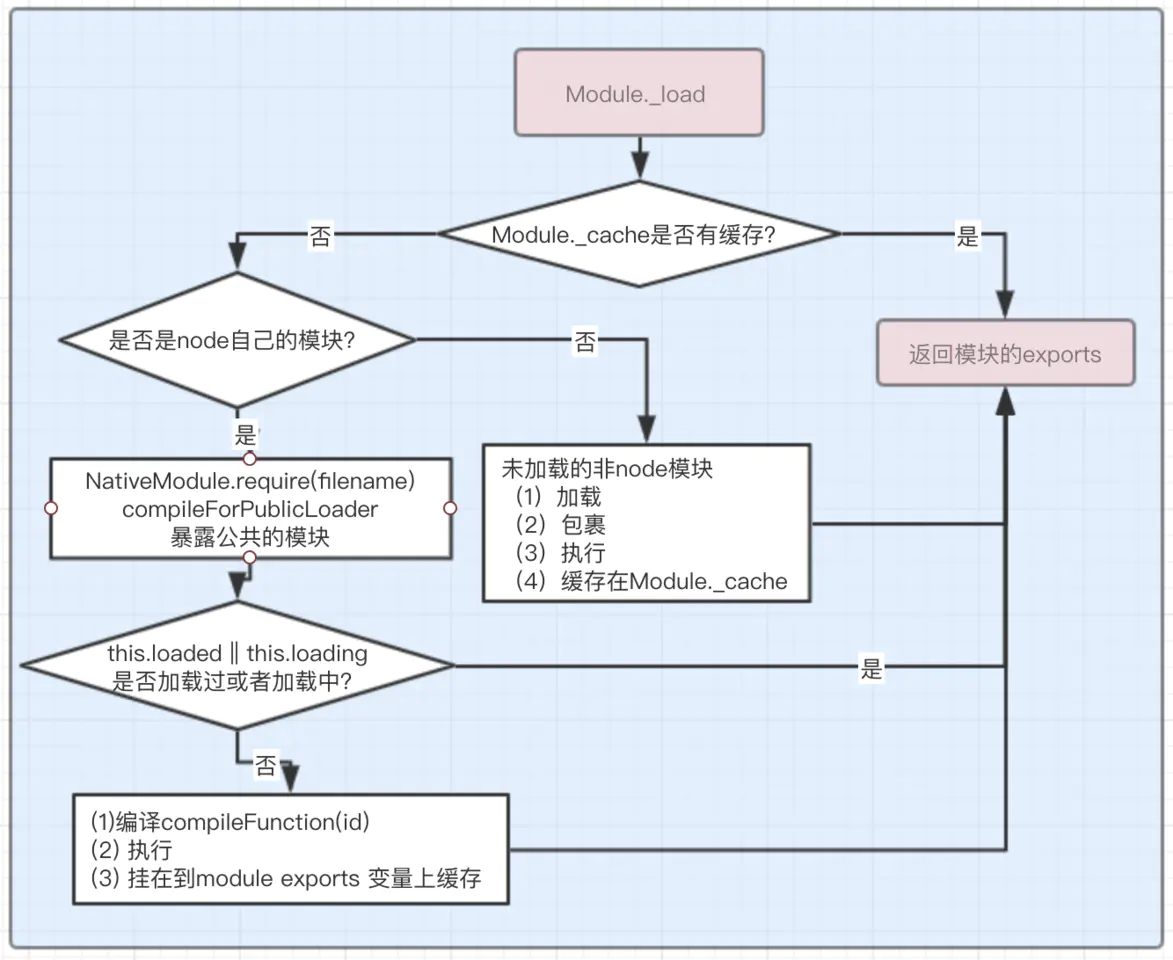 Module._load
Module._cache是否有缓存?
否
是
是否是node自己的模块?
否
返回模块的exports
是
NativeModule.require(filename)
compileForPublicLoader
暴露公共的模块
未加载的非node模块
（1）加载
（2）包裹
（3）执行
（4）缓存在Module._cache
this.loaded || this.loading
是否加载过或者加载中?
是
否
(1)编译compileFunction(id)
(2) 执行
(3) 挂在到module exports 变量上缓存